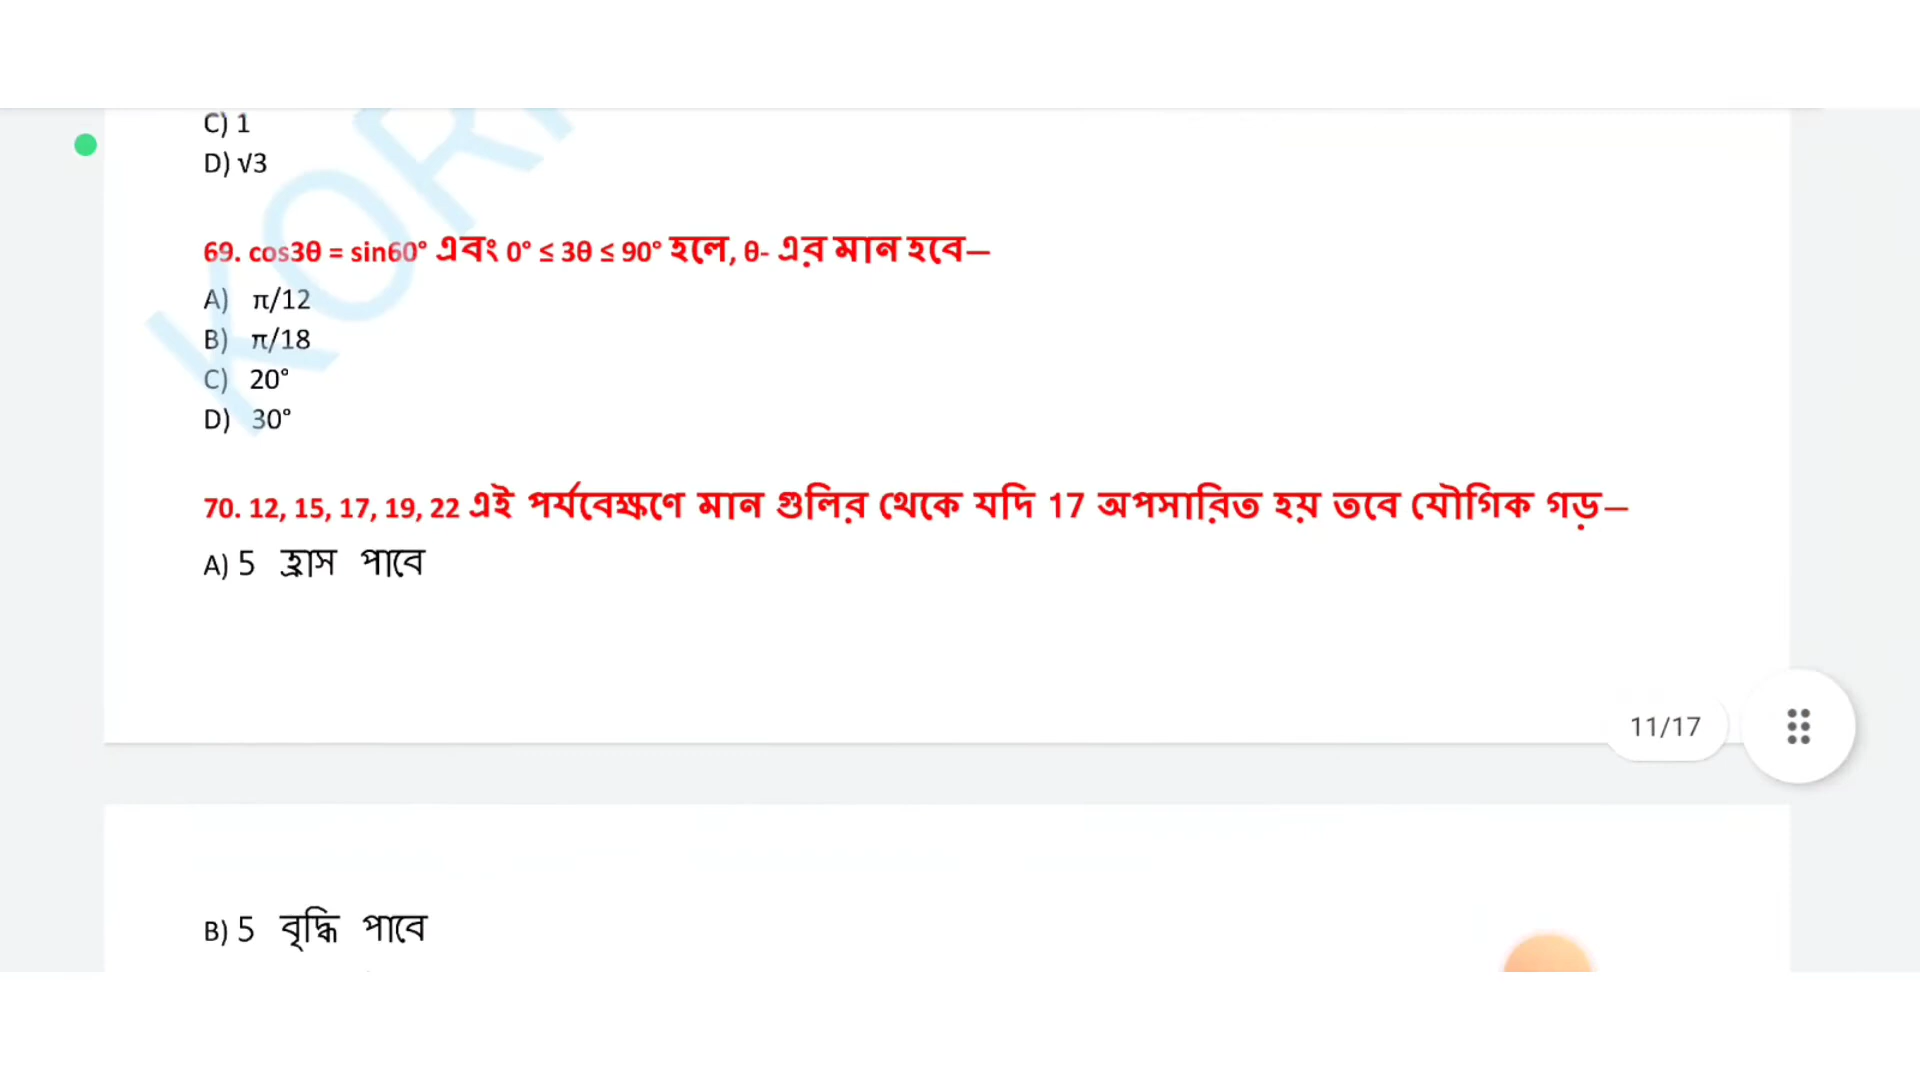 C) 1
D) √3
69. cos3θ = sin60° এবং 0° ≤ 3θ ≤ 90° হলে, θ- এর মান হবে—
A) π/12
B) π/18
C) 20°
D) 30°
70. 12, 15, 17, 19, 22 এই পর্যবেক্ষণে মান গুলির থেকে যদি 17 অপসারিত হয় তবে যৌগিক গড়—
A) 5 হ্রাস পাবে
11/17
B) 5 বৃদ্ধি পাবে